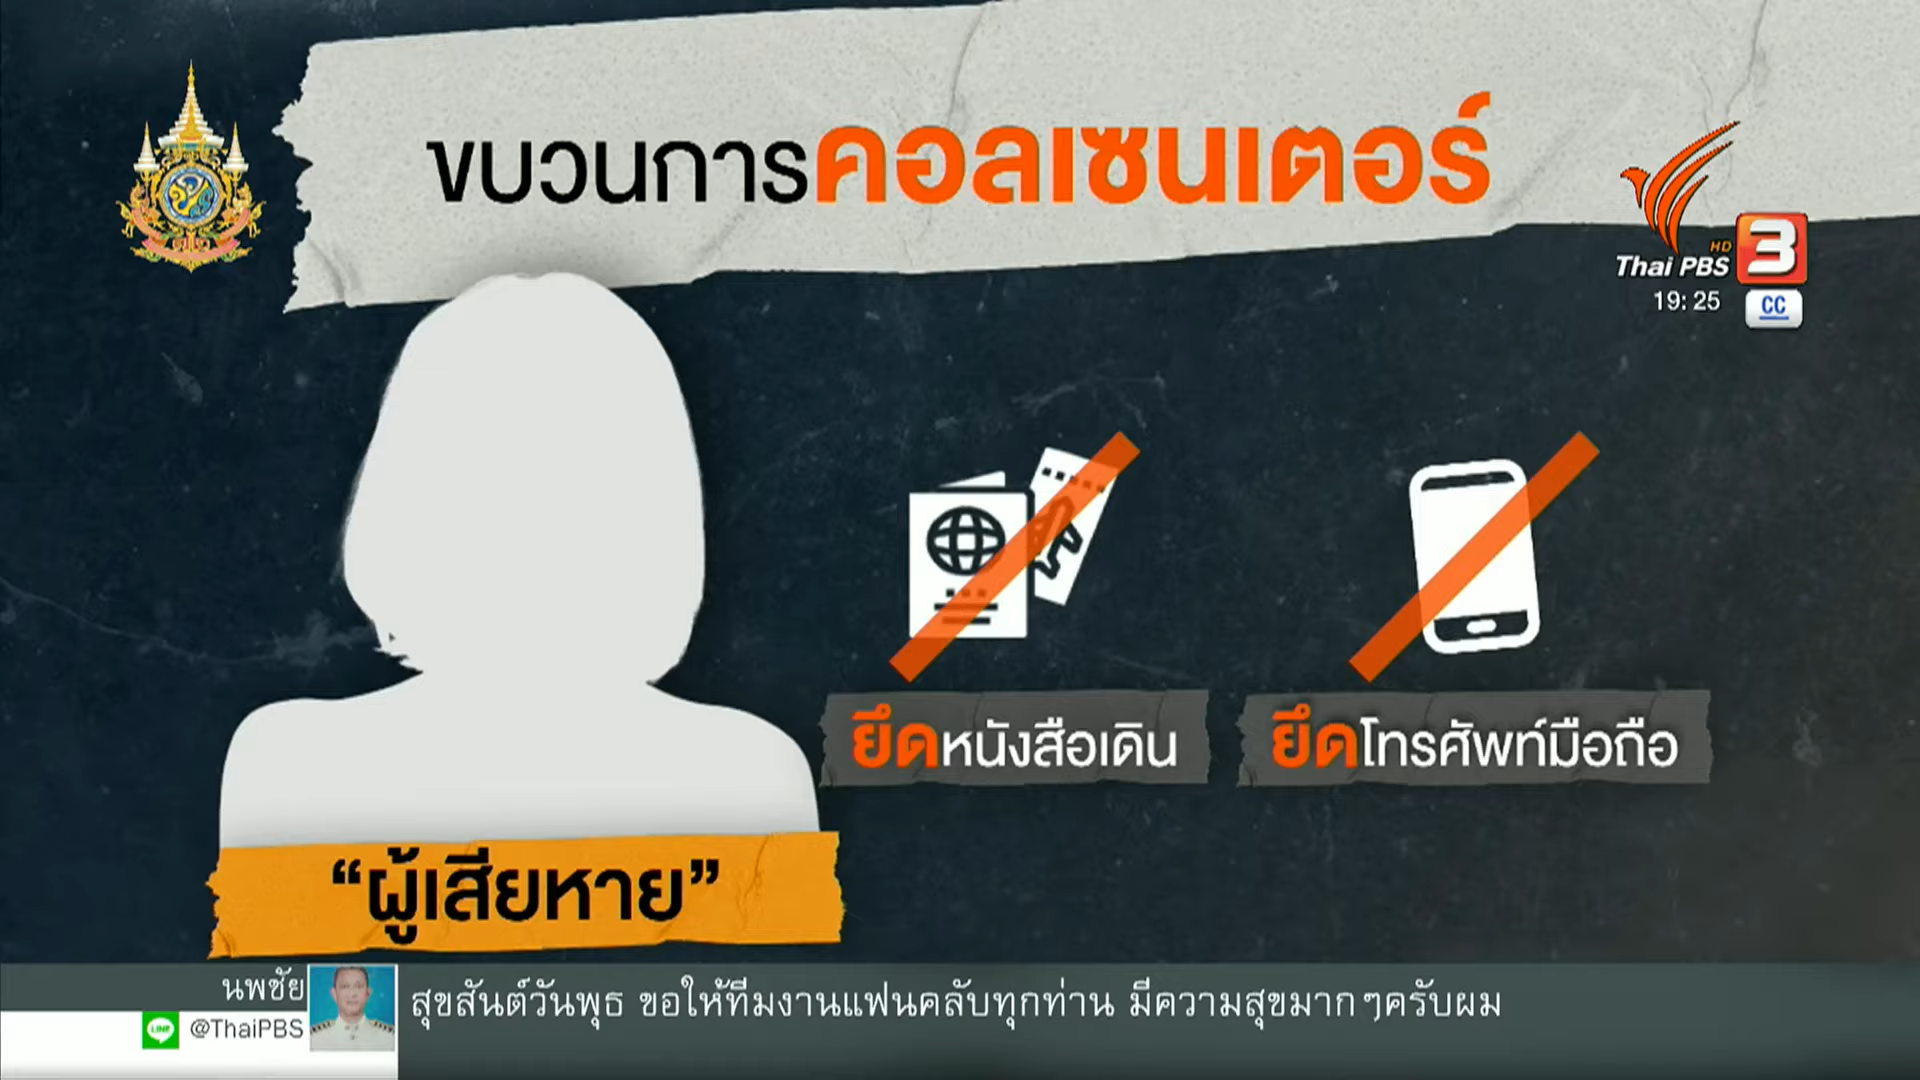 ขบวนการคอลเซนเตอร์
Thai PBS HD 3
19: 25
CC
ยึดหนังสือเดิน
ยึดโทรศัพท์มือถือ
“ผู้เสียหาย”
นพชัย
LINE @ThaiPBS
สุขสันต์วันพุธ ขอให้ทีมงานแฟนคลับทุกท่าน มีความสุขมากๆครับผม